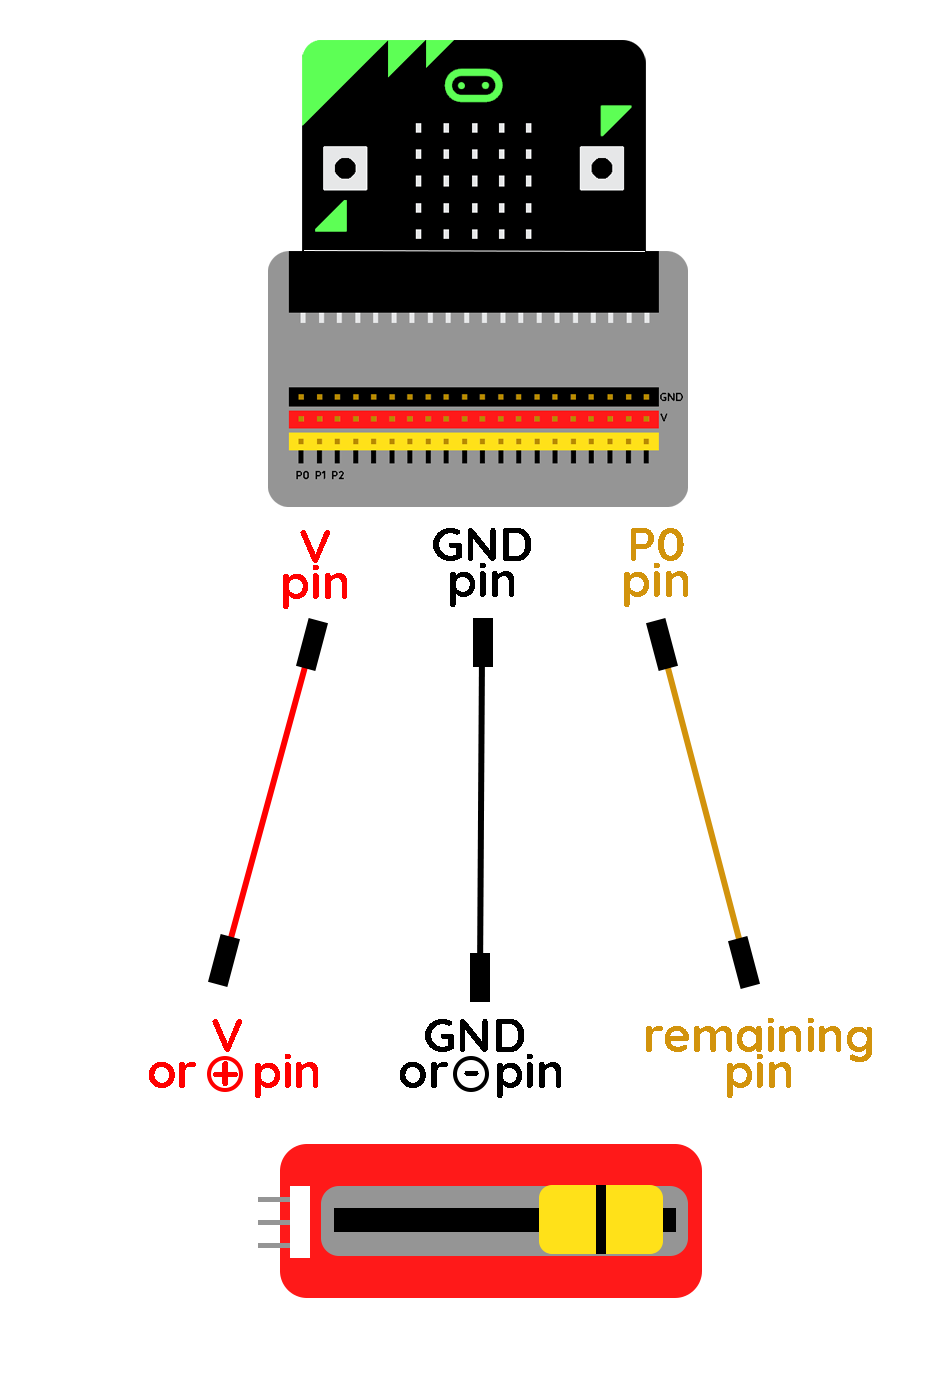 GND
V
P0 P1 P2
V
pin
GND
pin
P0
pin
V
or + pin
GND
or - pin
remaining
pin